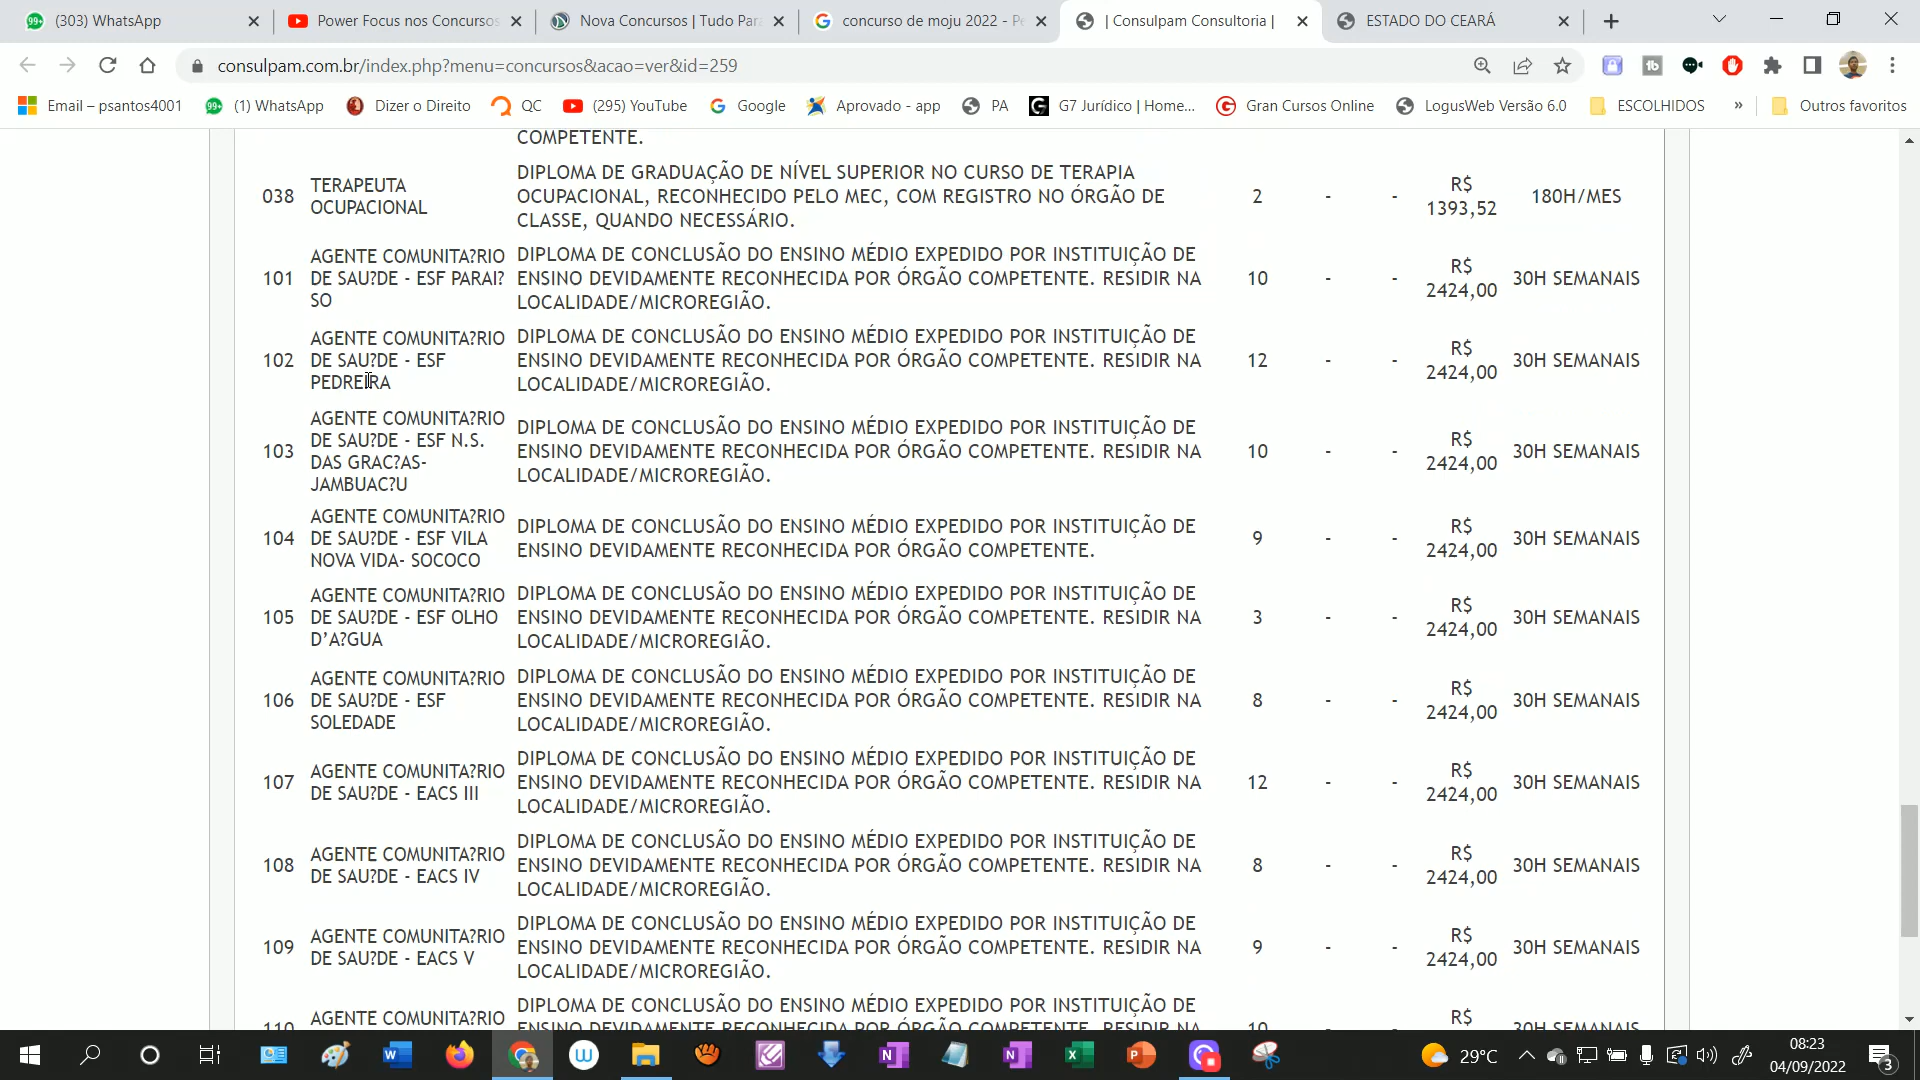 (303) WhatsApp
Power Focus nos Concursos
Nova Concursos | Tudo Par
concurso de moju 2022 - Pe
| Consulpam Consultoria |
ESTADO DO CEARÁ
consulpam.com.br/index.php?menu=concursos&acao=ver&id=259
Email – psantos4001
(1) WhatsApp
Dizer o Direito
QC
(295) YouTube
Google
Aprovado - app
PA
G7 Jurídico | Home...
Gran Cursos Online
LogusWeb Versão 6.0
ESCOLHIDOS
»
Outros favoritos
COMPETENTE.
038
TERAPEUTA
OCUPACIONAL
DIPLOMA DE GRADUAÇÃO DE NÍVEL SUPERIOR NO CURSO DE TERAPIA
OCUPACIONAL, RECONHECIDO PELO MEC, COM REGISTRO NO ÓRGÃO DE
CLASSE, QUANDO NECESSÁRIO.
2
-
-
R$
1393,52
180H/MES
101
AGENTE COMUNITA?RIO
DE SAU?DE - ESF PARAI?
SO
DIPLOMA DE CONCLUSÃO DO ENSINO MÉDIO EXPEDIDO POR INSTITUIÇÃO DE
ENSINO DEVIDAMENTE RECONHECIDA POR ÓRGÃO COMPETENTE. RESIDIR NA
LOCALIDADE/MICROREGIÃO.
10
-
-
R$
2424,00
30H SEMANAIS
102
AGENTE COMUNITA?RIO
DE SAU?DE - ESF
PEDREIRA
DIPLOMA DE CONCLUSÃO DO ENSINO MÉDIO EXPEDIDO POR INSTITUIÇÃO DE
ENSINO DEVIDAMENTE RECONHECIDA POR ÓRGÃO COMPETENTE. RESIDIR NA
LOCALIDADE/MICROREGIÃO.
12
-
-
R$
2424,00
30H SEMANAIS
103
AGENTE COMUNITA?RIO
DE SAU?DE - ESF N.S.
DAS GRAC?AS-
JAMBUAC?U
DIPLOMA DE CONCLUSÃO DO ENSINO MÉDIO EXPEDIDO POR INSTITUIÇÃO DE
ENSINO DEVIDAMENTE RECONHECIDA POR ÓRGÃO COMPETENTE. RESIDIR NA
LOCALIDADE/MICROREGIÃO.
10
-
-
R$
2424,00
30H SEMANAIS
104
AGENTE COMUNITA?RIO
DE SAU?DE - ESF VILA
NOVA VIDA- SOCOCO
DIPLOMA DE CONCLUSÃO DO ENSINO MÉDIO EXPEDIDO POR INSTITUIÇÃO DE
ENSINO DEVIDAMENTE RECONHECIDA POR ÓRGÃO COMPETENTE.
9
-
-
R$
2424,00
30H SEMANAIS
105
AGENTE COMUNITA?RIO
DE SAU?DE - ESF OLHO
D’A?GUA
DIPLOMA DE CONCLUSÃO DO ENSINO MÉDIO EXPEDIDO POR INSTITUIÇÃO DE
ENSINO DEVIDAMENTE RECONHECIDA POR ÓRGÃO COMPETENTE. RESIDIR NA
LOCALIDADE/MICROREGIÃO.
3
-
-
R$
2424,00
30H SEMANAIS
106
AGENTE COMUNITA?RIO
DE SAU?DE - ESF
SOLEDADE
DIPLOMA DE CONCLUSÃO DO ENSINO MÉDIO EXPEDIDO POR INSTITUIÇÃO DE
ENSINO DEVIDAMENTE RECONHECIDA POR ÓRGÃO COMPETENTE. RESIDIR NA
LOCALIDADE/MICROREGIÃO.
8
-
-
R$
2424,00
30H SEMANAIS
107
AGENTE COMUNITA?RIO
DE SAU?DE - EACS III
DIPLOMA DE CONCLUSÃO DO ENSINO MÉDIO EXPEDIDO POR INSTITUIÇÃO DE
ENSINO DEVIDAMENTE RECONHECIDA POR ÓRGÃO COMPETENTE. RESIDIR NA
LOCALIDADE/MICROREGIÃO.
12
-
-
R$
2424,00
30H SEMANAIS
108
AGENTE COMUNITA?RIO
DE SAU?DE - EACS IV
DIPLOMA DE CONCLUSÃO DO ENSINO MÉDIO EXPEDIDO POR INSTITUIÇÃO DE
ENSINO DEVIDAMENTE RECONHECIDA POR ÓRGÃO COMPETENTE. RESIDIR NA
LOCALIDADE/MICROREGIÃO.
8
-
-
R$
2424,00
30H SEMANAIS
109
AGENTE COMUNITA?RIO
DE SAU?DE - EACS V
DIPLOMA DE CONCLUSÃO DO ENSINO MÉDIO EXPEDIDO POR INSTITUIÇÃO DE
ENSINO DEVIDAMENTE RECONHECIDA POR ÓRGÃO COMPETENTE. RESIDIR NA
LOCALIDADE/MICROREGIÃO.
9
-
-
R$
2424,00
30H SEMANAIS
110
AGENTE COMUNITA?RIO
DIPLOMA DE CONCLUSÃO DO ENSINO MÉDIO EXPEDIDO POR INSTITUIÇÃO DE
ENSINO DEVIDAMENTE RECONHECIDA POR ÓRGÃO COMPETENTE. RESIDIR NA
10
-
-
R$
30H SEMANAIS
29°C
08:23
04/09/2022
3